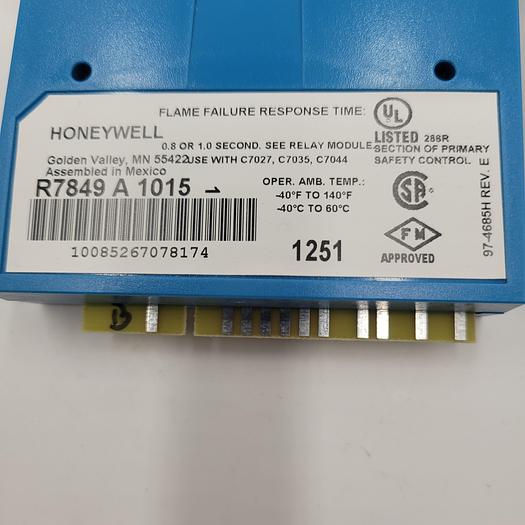 FLAME FAILURE RESPONSE TIME:
HONEYWELL
0.8 OR 1.0 SECOND. SEE RELAY MODULE
Golden Valley, MN 55422
USE WITH C7027, C7035, C7044
Assembled in Mexico
R7849 A 1015
OPER. AMB. TEMP.:
-40°F TO 140°F
-40°C TO 60°C
10085267078174
1251
UL
LISTED 286R
SECTION OF PRIMARY
SAFETY CONTROL
SA
FM
APPROVED
97-4685H REV. E
B